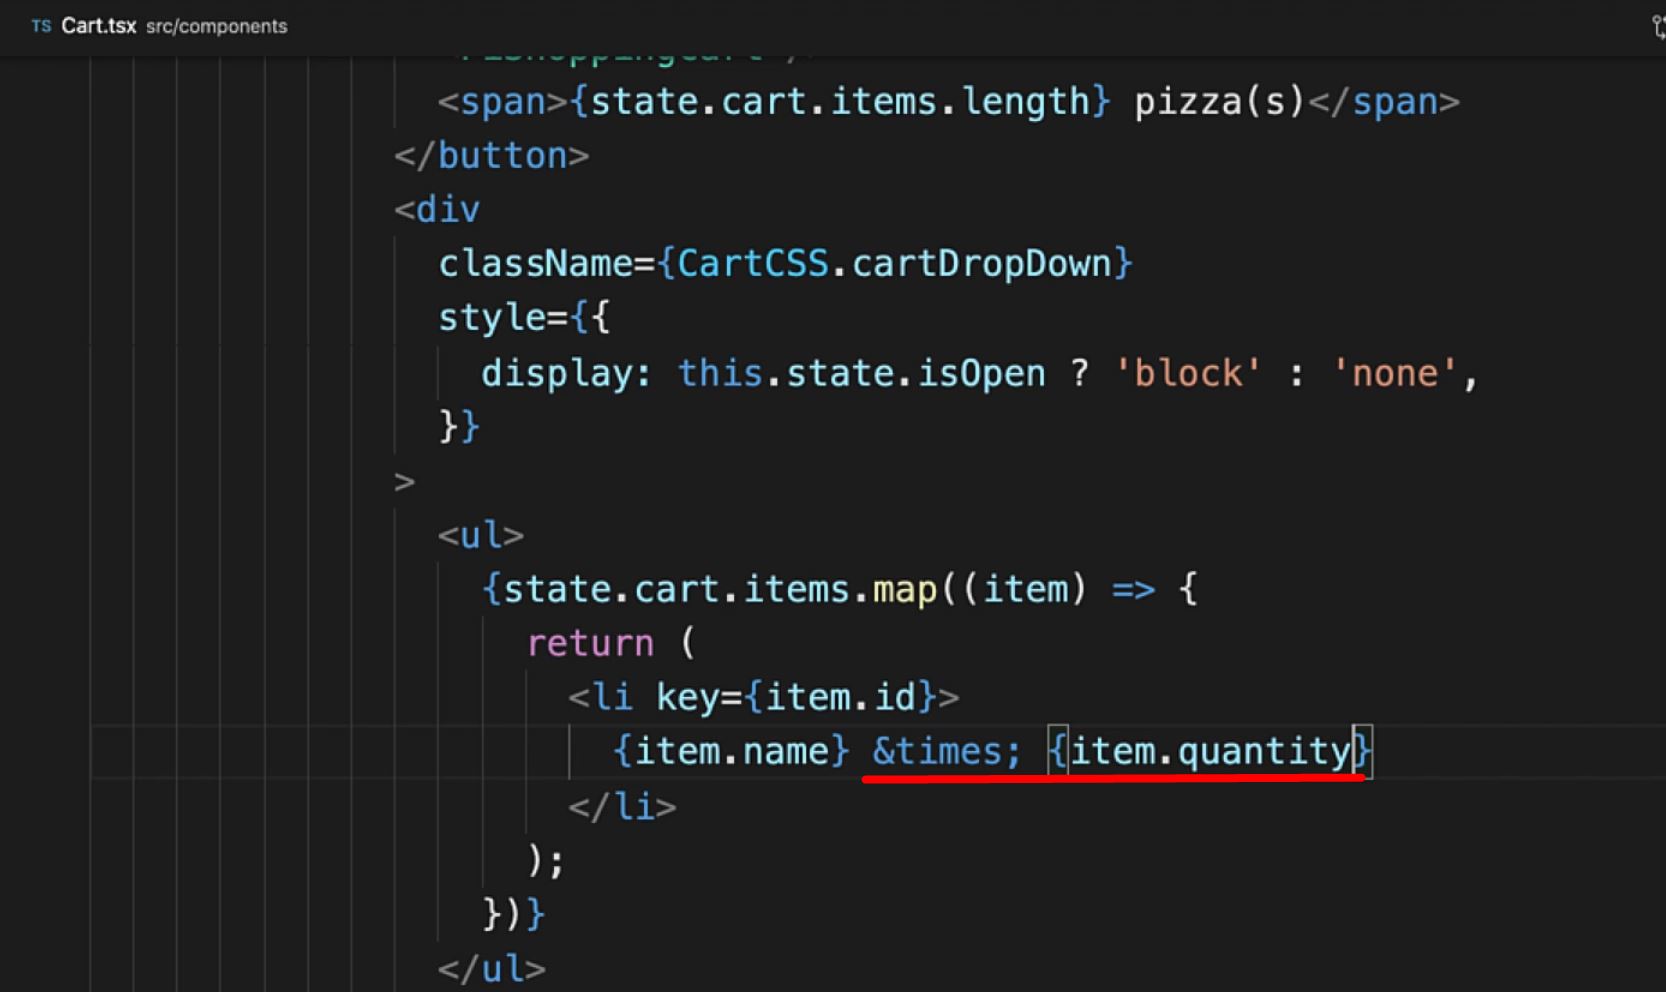 TS Cart.tsx src/components
<span>{state.cart.items.length} pizza(s)</span>
</button>
<div
className={CartCSS.cartDropDown}
style={{
display: this.state.isOpen ? 'block' : 'none',
}}
>
<ul>
{state.cart.items.map((item) => {
return (
<li key={item.id}>
{item.name} &times; {item.quantity}
</li>
);
})}
</ul>